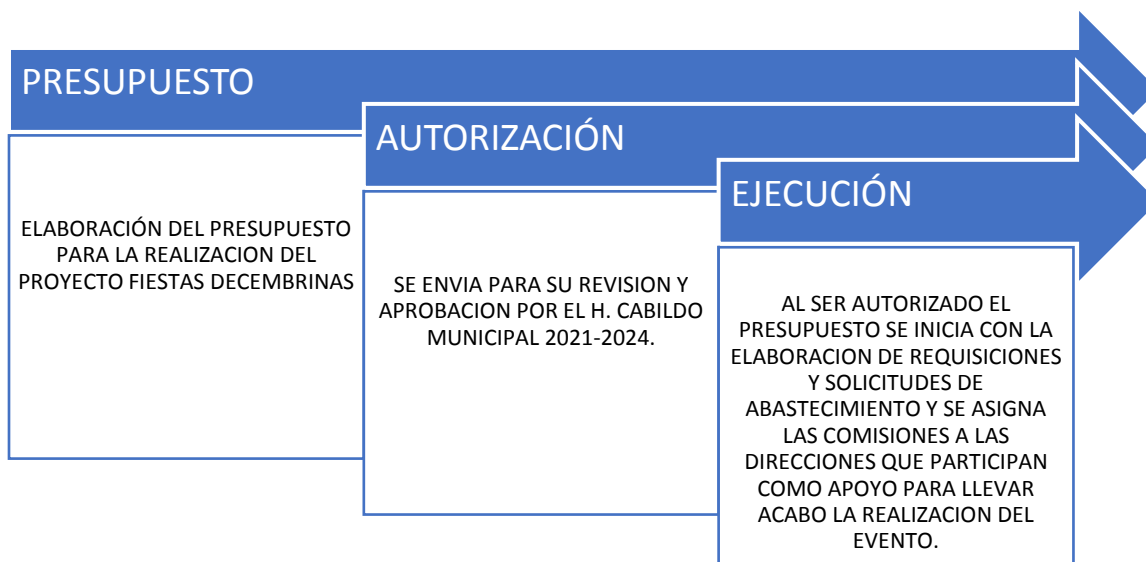 PRESUPUESTO
ELABORACIÓN DEL PRESUPUESTO
PARA LA REALIZACION DEL
PROYECTO FIESTAS DECEMBRINAS
AUTORIZACIÓN
SE ENVIA PARA SU REVISION Y
APROBACION POR EL H. CABILDO
MUNICIPAL 2021-2024.
EJECUCIÓN
AL SER AUTORIZADO EL
PRESUPUESTO SE INICIA CON LA
ELABORACION DE REQUISICIONES
Y SOLICITUDES DE
ABASTECIMIENTO Y SE ASIGNA
LAS COMISIONES A LAS
DIRECCIONES QUE PARTICIPAN
COMO APOYO PARA LLEVAR
ACABO LA REALIZACION DEL
EVENTO.